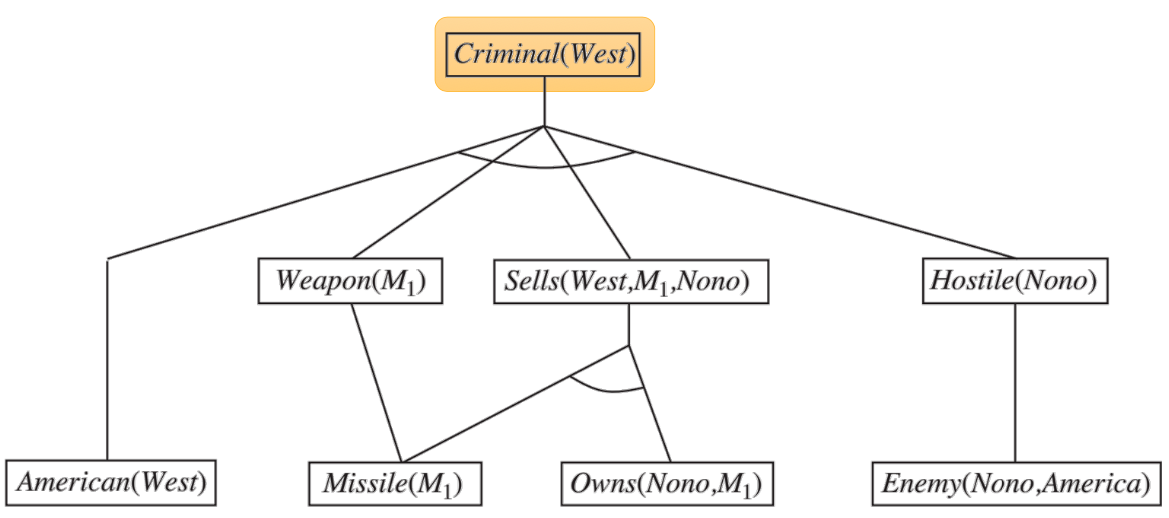 Criminal(West)
Weapon(M₁)
Sells(West,M₁,Nono)
Hostile(Nono)
American(West)
Missile(M₁)
Owns(Nono,M₁)
Enemy(Nono,America)